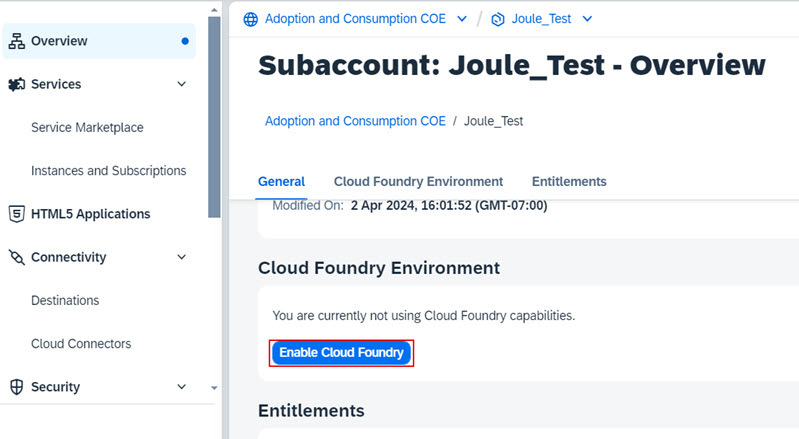 Overview
Services
Service Marketplace
Instances and Subscriptions
HTML5 Applications
Connectivity
Destinations
Cloud Connectors
Security
Adoption and Consumption COE / Joule_Test
Subaccount: Joule_Test - Overview
Adoption and Consumption COE / Joule_Test
General Cloud Foundry Environment Entitlements
Modified On: 2 Apr 2024, 16:01:52 (GMT-07:00)
Cloud Foundry Environment
You are currently not using Cloud Foundry capabilities.
Enable Cloud Foundry
Entitlements